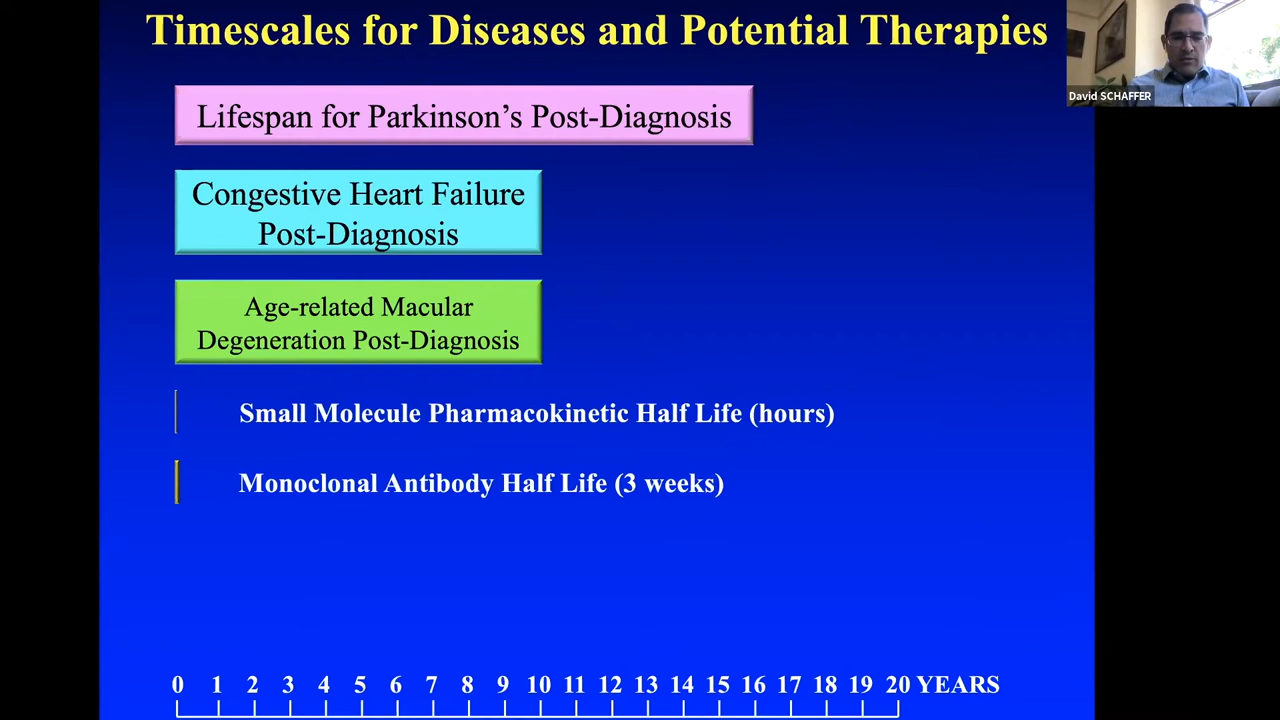 Timescales for Diseases and Potential Therapies
David SCHAFFER
Lifespan for Parkinson’s Post-Diagnosis
Congestive Heart Failure
Post-Diagnosis
Age-related Macular
Degeneration Post-Diagnosis
Small Molecule Pharmacokinetic Half Life (hours)
Monoclonal Antibody Half Life (3 weeks)
0 1 2 3 4 5 6 7 8 9 10 11 12 13 14 15 16 17 18 19 20 YEARS